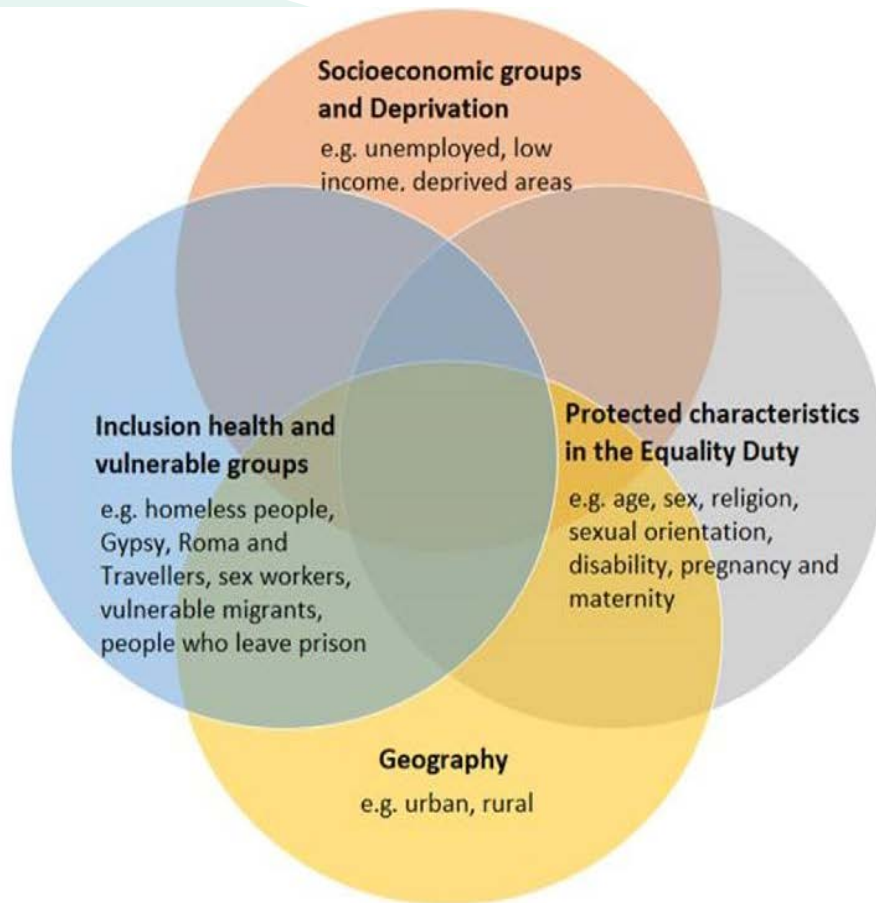 Socioeconomic groups
and Deprivation
e.g. unemployed, low
income, deprived areas
Inclusion health and
vulnerable groups
e.g. homeless people,
Gypsy, Roma and
Travellers, sex workers,
vulnerable migrants,
people who leave prison
Protected characteristics
in the Equality Duty
e.g. age, sex, religion,
sexual orientation,
disability, pregnancy and
maternity
Geography
e.g. urban, rural